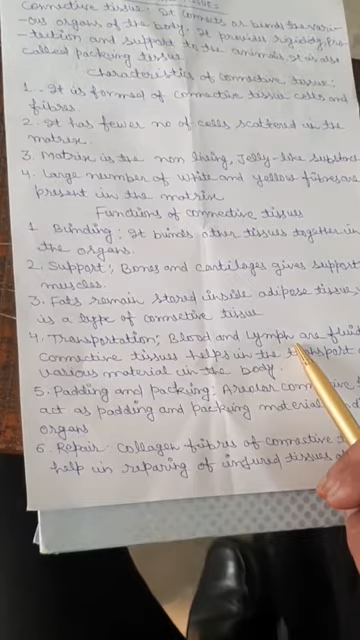 ISSUES
Connective tissue: It connects or binds the vari-
-ous organs of the body. It provides rigidity, Pro-
-tection and support to the animals. It is also
called packing tissue.
Characteristics of connective tissue:
1. It is formed of connective tissue cells and
fibres.
2. It has fewer no of cells scattered in the
matrix.
3. Matrix is the non living, Jelly-like substanc
4. Large number of white and yellow fibres are
present in the matrix
Functions of connective tissues
1 Bunding: It binds other tissues together in
the organs.
2. Support: Bones and cartilages gives support
muscles.
3. Fats remain stored inside adipose tissue,
is a type of connective tissue
4. Transportation: Blood and Lymph are fluid
connective tissues helps in the transport
various material in the body.
5. Padding and packing: Areolar connective
act as padding and packing material
organs
6. Repair: Collagen fibres of connective
help in reparing of injured tissues